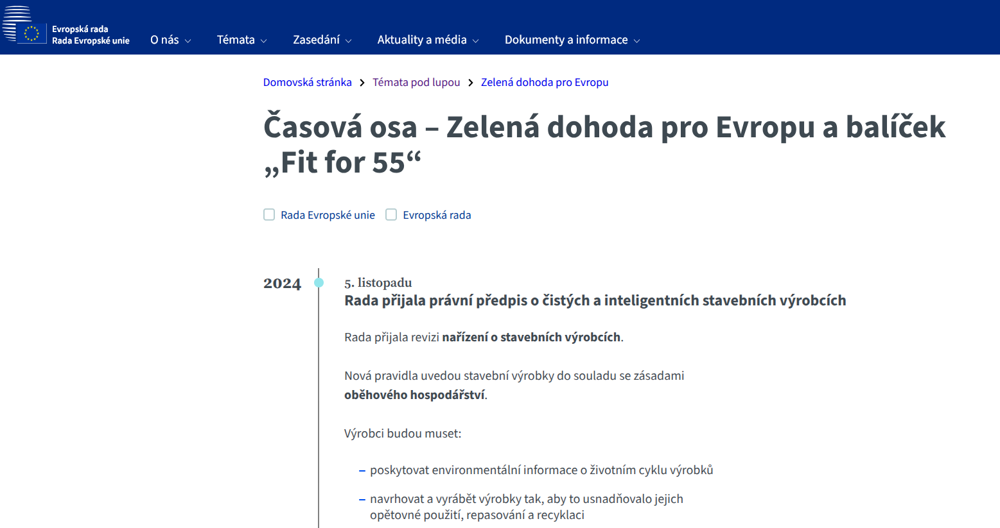 Evropská rada
Rada Evropské unie
O nás
Témata
Zasedání
Aktuality a média
Dokumenty a informace
Domovská stránka
Témata pod lupou
Zelená dohoda pro Evropu
Časová osa – Zelená dohoda pro Evropu a balíček
„Fit for 55“
Rada Evropské unie
Evropská rada
2024
5. listopadu
Rada přijala právní předpis o čistých a inteligentních stavebních výrobcích
Rada přijala revizi nařízení o stavebních výrobcích.
Nová pravidla uvedou stavební výrobky do souladu se zásadami
oběhového hospodářství.
Výrobci budou muset:
– poskytovat environmentální informace o životním cyklu výrobků
– navrhovat a vyrábět výrobky tak, aby to usnadňovalo jejich
opětovné použití, repasování a recyklaci